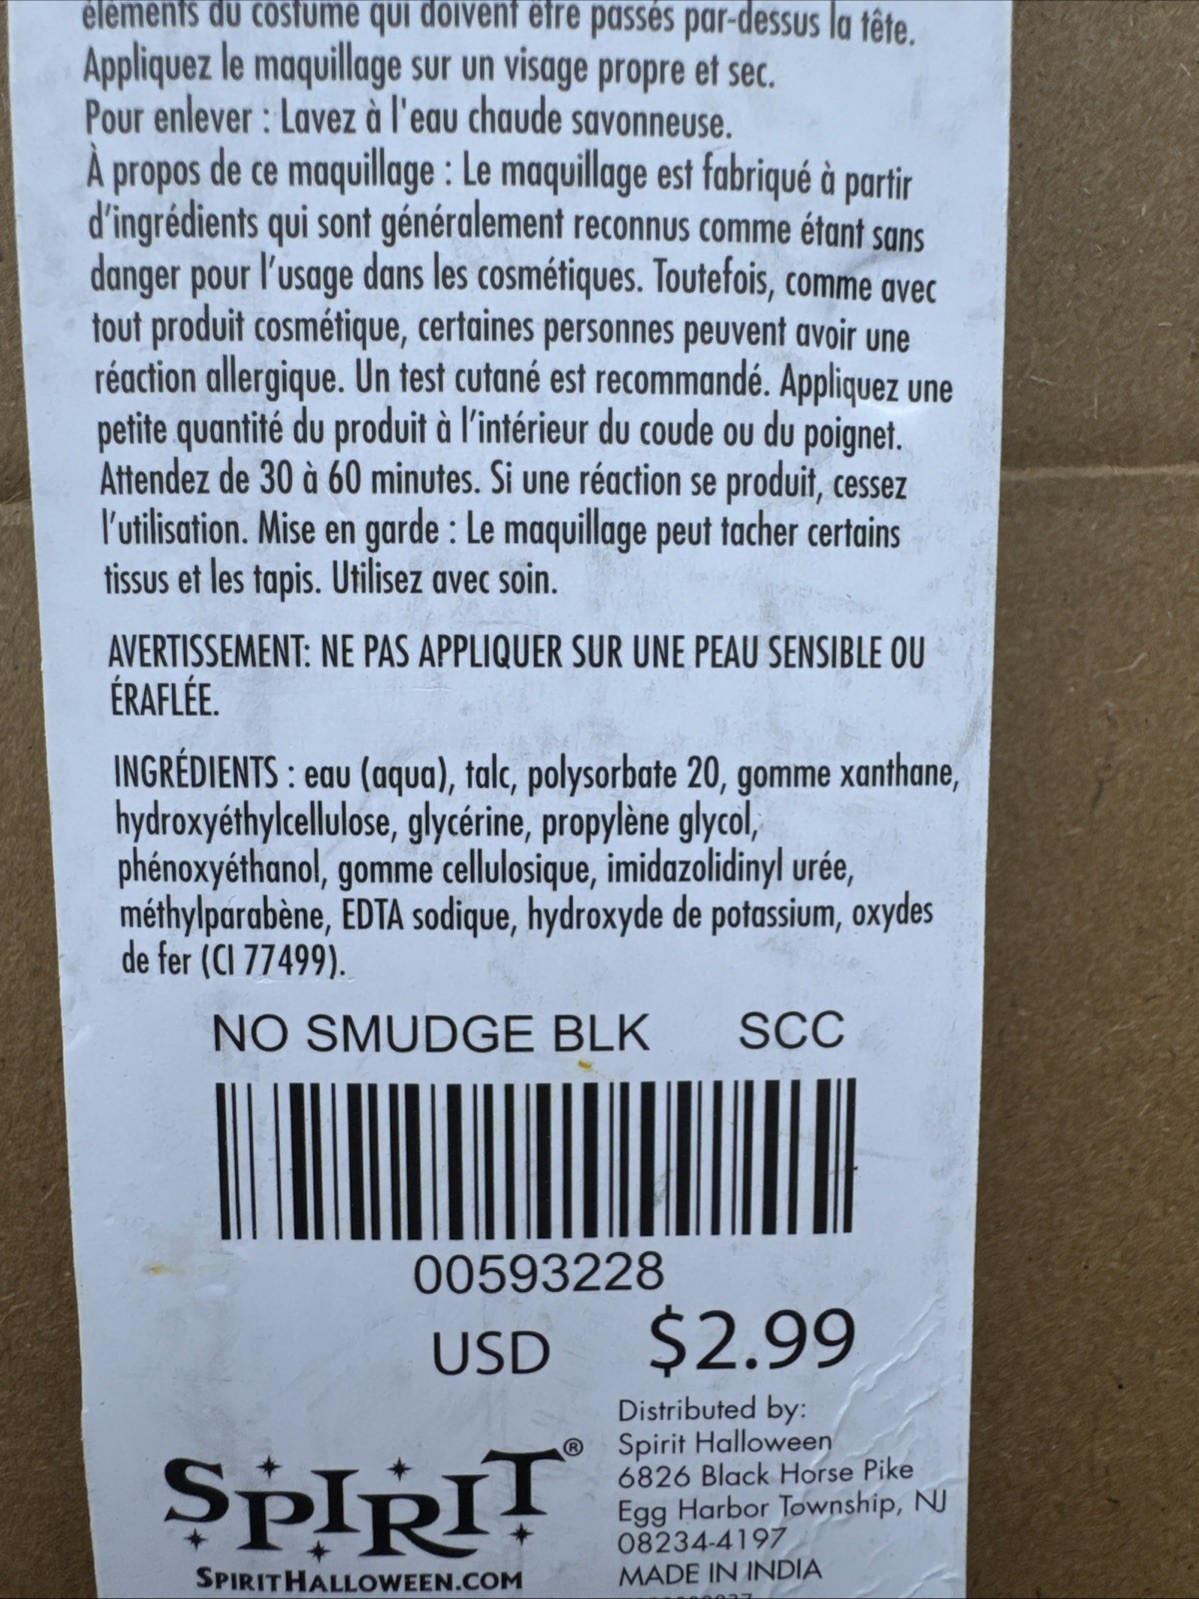 éléments du costume qui doivent être passés par-dessus la tête.
Appliquez le maquillage sur un visage propre et sec.
Pour enlever : Lavez à l'eau chaude savonneuse.
À propos de ce maquillage : Le maquillage est fabriqué à partir
d'ingrédients qui sont généralement reconnus comme étant sans
danger pour l'usage dans les cosmétiques. Toutefois, comme avec
tout produit cosmétique, certaines personnes peuvent avoir une
réaction allergique. Un test cutané est recommandé. Appliquez une
petite quantité du produit à l'intérieur du coude ou du poignet.
Attendez de 30 à 60 minutes. Si une réaction se produit, cessez
l'utilisation. Mise en garde : Le maquillage peut tacher certains
tissus et les tapis. Utilisez avec soin.
AVERTISSEMENT: NE PAS APPLIQUER SUR UNE PEAU SENSIBLE OU
ÉRAFLÉE.
INGRÉDIENTS : eau (aqua), talc, polysorbate 20, gomme xanthane,
hydroxyéthylcellulose, glycérine, propylène glycol,
phénoxyéthanol, gomme cellulosique, imidazolidinyl urée,
méthylparabène, EDTA sodique, hydroxyde de potassium, oxydes
de fer (CI 77499).
NO SMUDGE BLK SCC
00593228
USD $2.99
Distributed by:
Spirit Halloween
6826 Black Horse Pike
Egg Harbor Township, NJ
08234-4197
MADE IN INDIA
SPIRIT®
SPIRITHALLOWEEN.COM